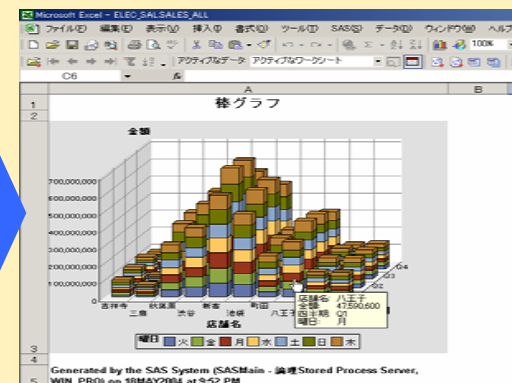 Microsoft Excel - ELEC_SALSALES_ALL
ファイル(F) 編集(E) 表示(V) 挿入(I) 書式(O) ツール(T) SAS(S) データ(D) ウィンドウ(W) ヘルプ
100%
アクティブなデータ: アクティブなワークシート
C6 fx
A B
1 棒グラフ
2
金額
700,000,000
600,000,000
500,000,000
400,000,000
300,000,000
200,000,000
100,000,000
0
Q4
Q3
Q2
吉祥寺 秋葉原 新宿 町田 八王子
三鷹 渋谷 池袋
店舗名
店舗名: 八王子
金額: 47,590,600
四半期: Q1
曜日: 月
曜日 火 金 月 水 土 日 木
3
4
Generated by the SAS System (SASMain - 論理Stored Process Server,
WIN_PRO) on 18MAY2004 at 9:52 PM
5